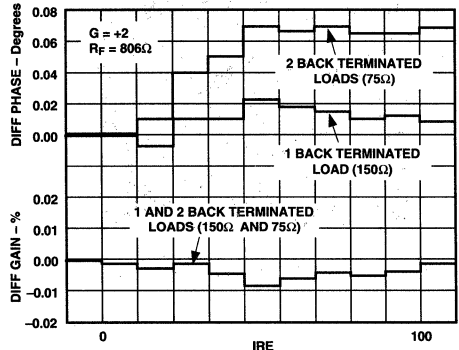 DIFF PHASE – Degrees
0.08
0.06
0.04
0.02
0.00
G = +2
RF = 806Ω
2 BACK TERMINATED
LOADS (75Ω)
1 BACK TERMINATED
LOAD (150Ω)
DIFF GAIN – %
0.02
0.01
0.00
–0.01
–0.02
1 AND 2 BACK TERMINATED
LOADS (150Ω AND 75Ω)
0
100
IRE